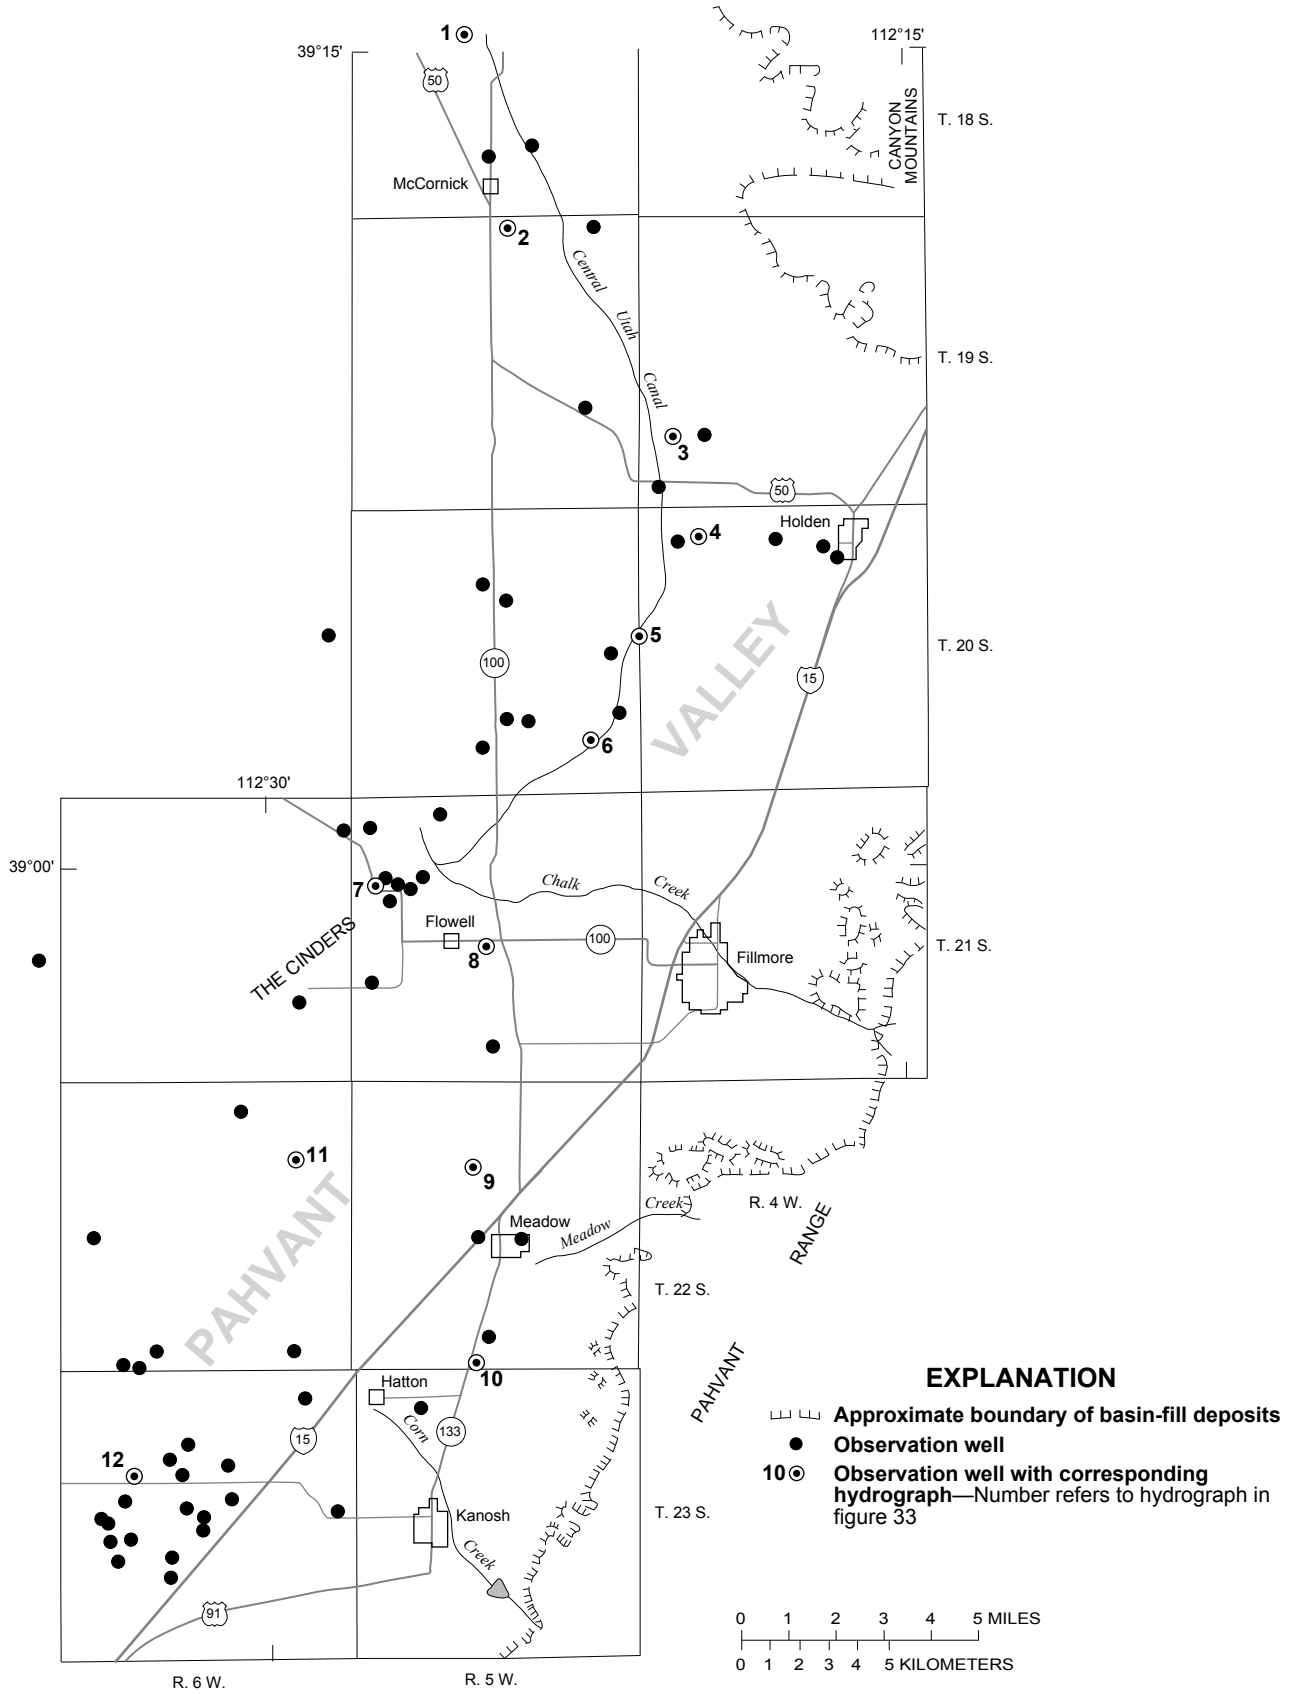 1
39°15'
112°15'
50
CANYON
MOUNTAINS
T. 18 S.
McCornick
2
Central
Utah
Canal
T. 19 S.
3
50
Holden
4
5
VALLEY
T. 20 S.
100
15
6
112°30'
39°00'
7
Chalk
Creek
Flowell
100
8
THE CINDERS
Fillmore
T. 21 S.
11
9
PAHVANT
Creek
R. 4 W.
Meadow
Meadow
RANGE
T. 22 S.
PAHVANT
10
Hatton
Corn
133
15
12
Kanosh
T. 23 S.
Creek
91
R. 6 W.
R. 5 W.
EXPLANATION
Approximate boundary of basin-fill deposits
Observation well
10 Observation well with corresponding
hydrograph—Number refers to hydrograph in
figure 33
0 1 2 3 4 5 MILES
0 1 2 3 4 5 KILOMETERS